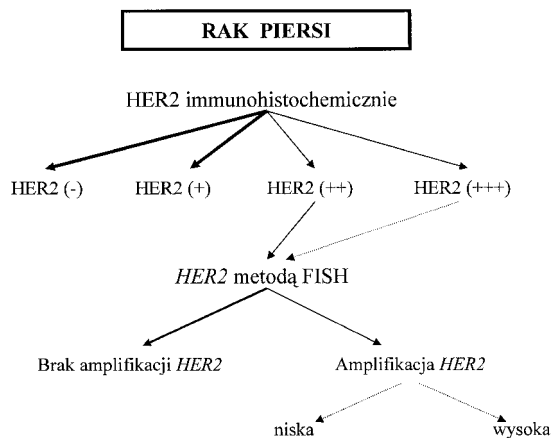 RAK PIERSI
HER2 immunohistochemicznie
HER2 (-) HER2 (+) HER2 (++) HER2 (+++)
HER2 metodą FISH
Brak amplifikacji HER2 Amplifikacja HER2
niska wysoka